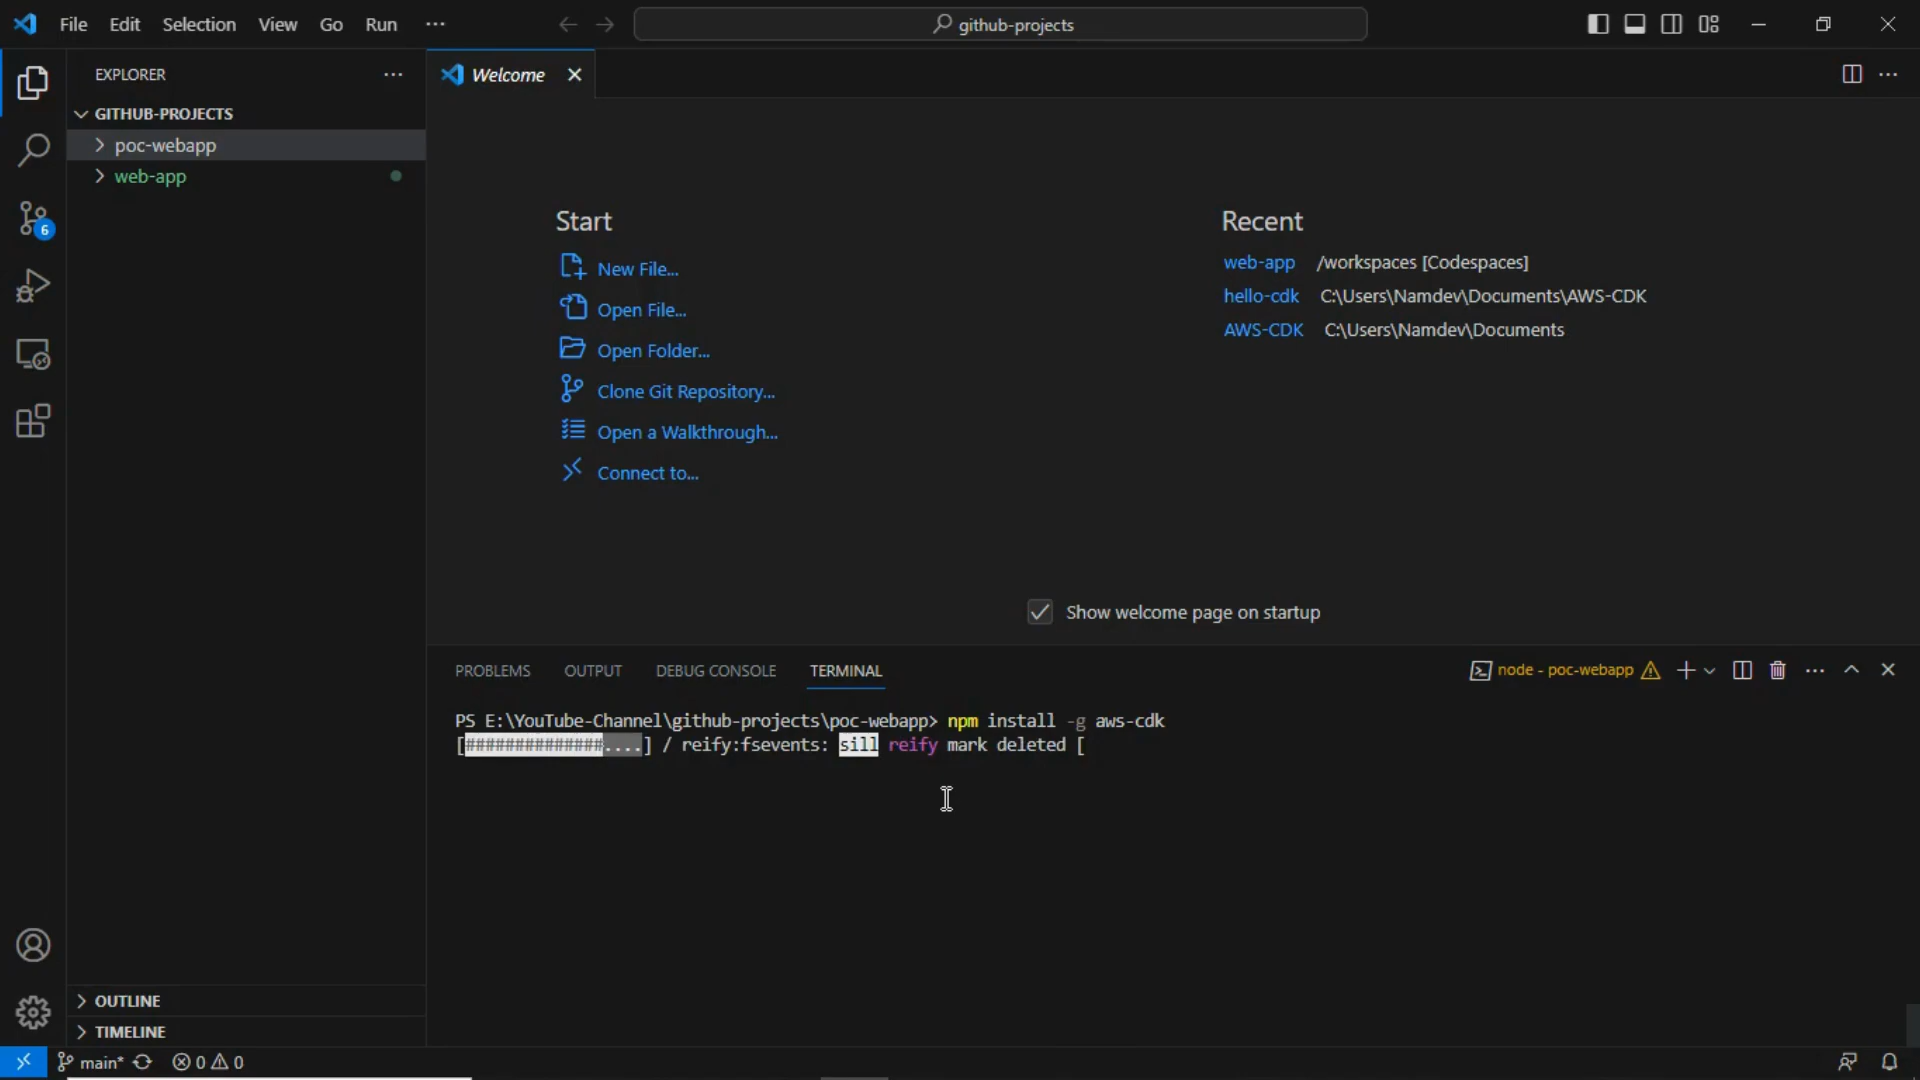 File Edit Selection View Go Run ...
github-projects
EXPLORER
Welcome
GITHUB-PROJECTS
poc-webapp
web-app
6
Start
New File...
Open File...
Open Folder...
Clone Git Repository...
Open a Walkthrough...
Connect to...
Recent
web-app /workspaces [Codespaces]
hello-cdk C:\Users\Namdev\Documents\AWS-CDK
AWS-CDK C:\Users\Namdev\Documents
Show welcome page on startup
PROBLEMS OUTPUT DEBUG CONSOLE TERMINAL
node - poc-webapp
PS E:\YouTube-Channel\github-projects\poc-webapp> npm install -g aws-cdk
[##############....] / reify:fsevents: sill reify mark deleted [
OUTLINE
TIMELINE
main* 0 0